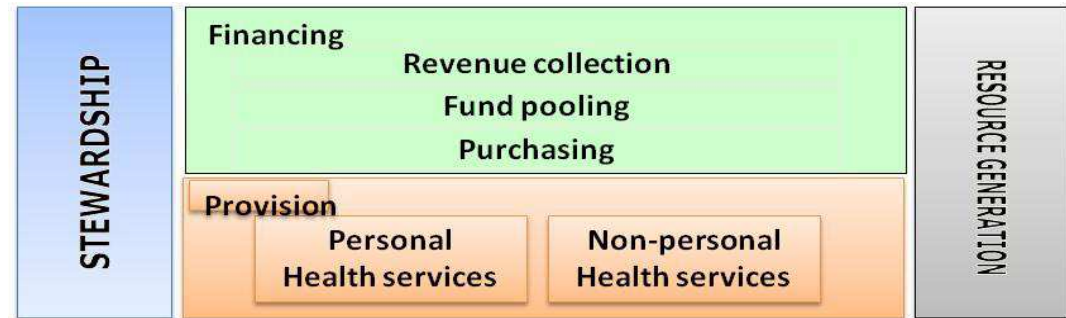 STEWARDSHIP
Financing
Revenue collection
Fund pooling
Purchasing
Provision
Personal
Health services
Non-personal
Health services
RESOURCE GENERATION